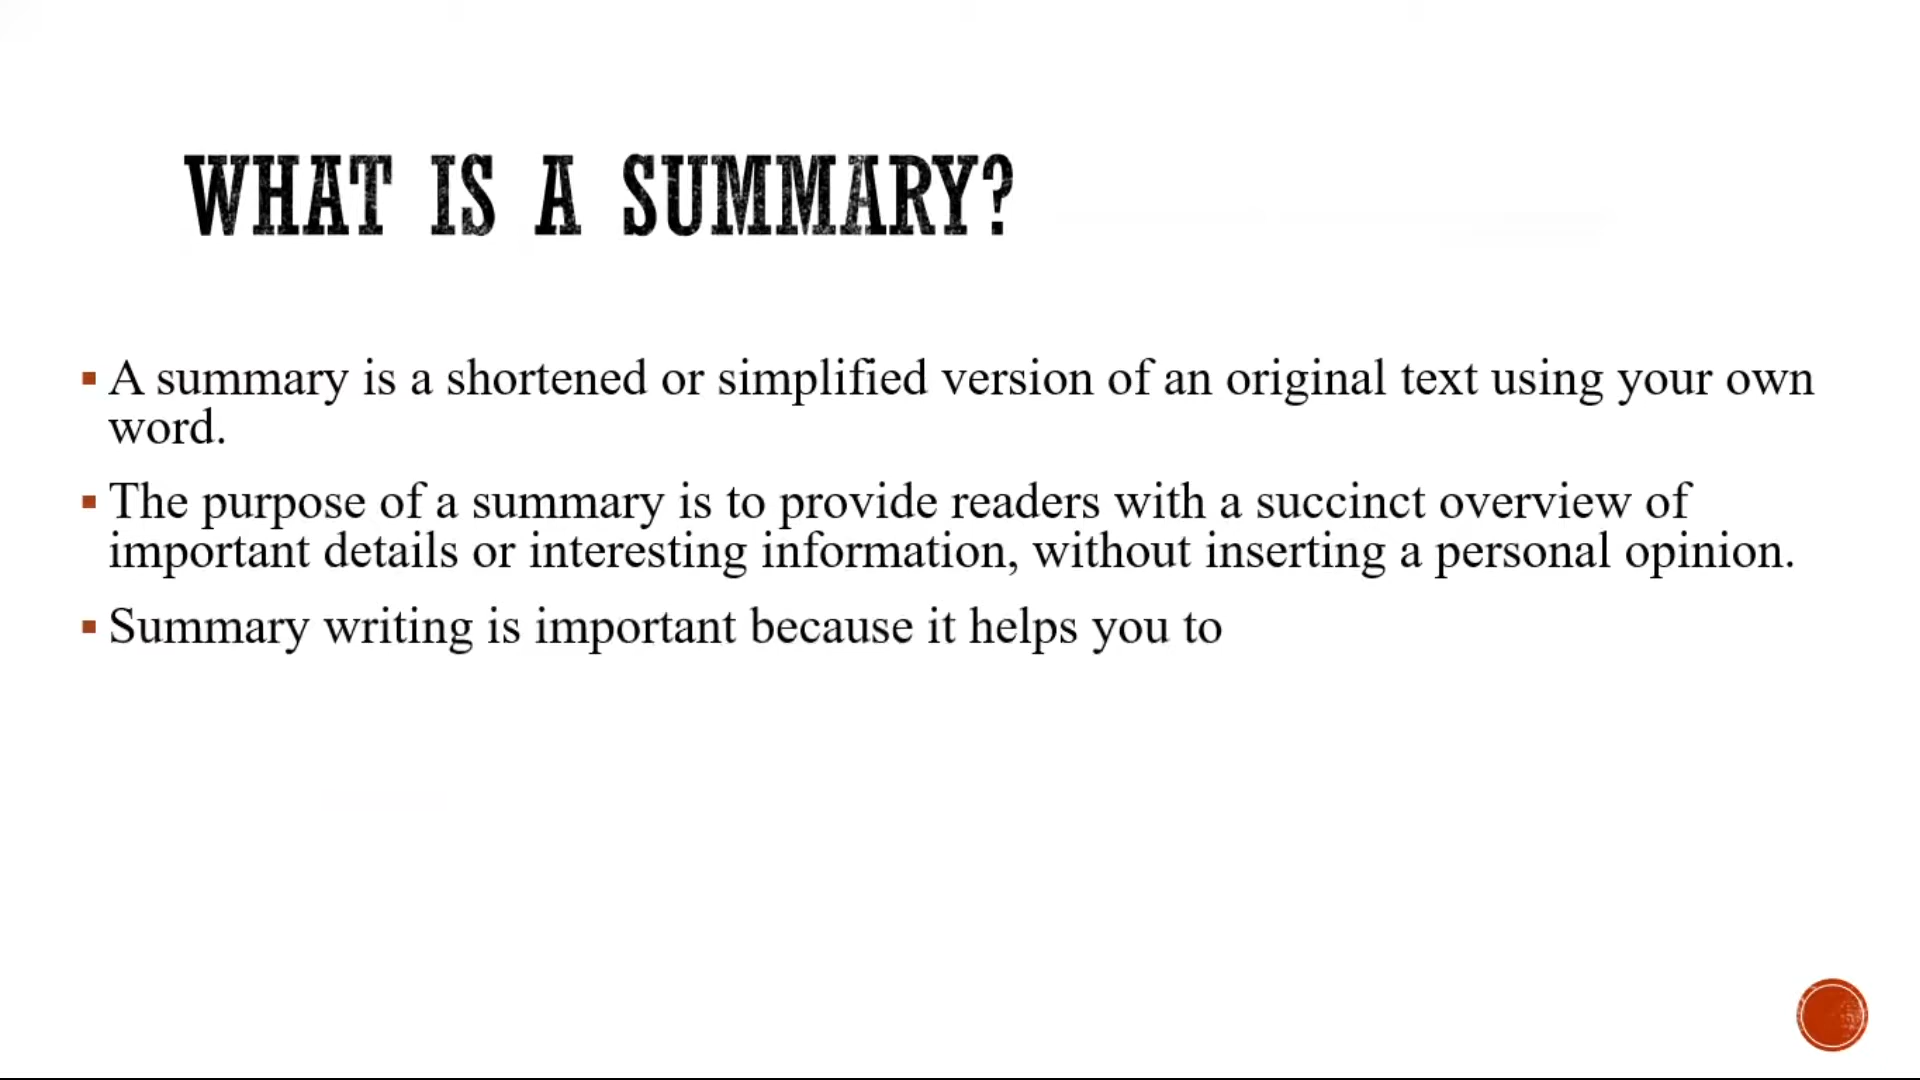 WHAT IS A SUMMARY?
▪ A summary is a shortened or simplified version of an original text using your own
word.
▪ The purpose of a summary is to provide readers with a succinct overview of
important details or interesting information, without inserting a personal opinion.
▪ Summary writing is important because it helps you to